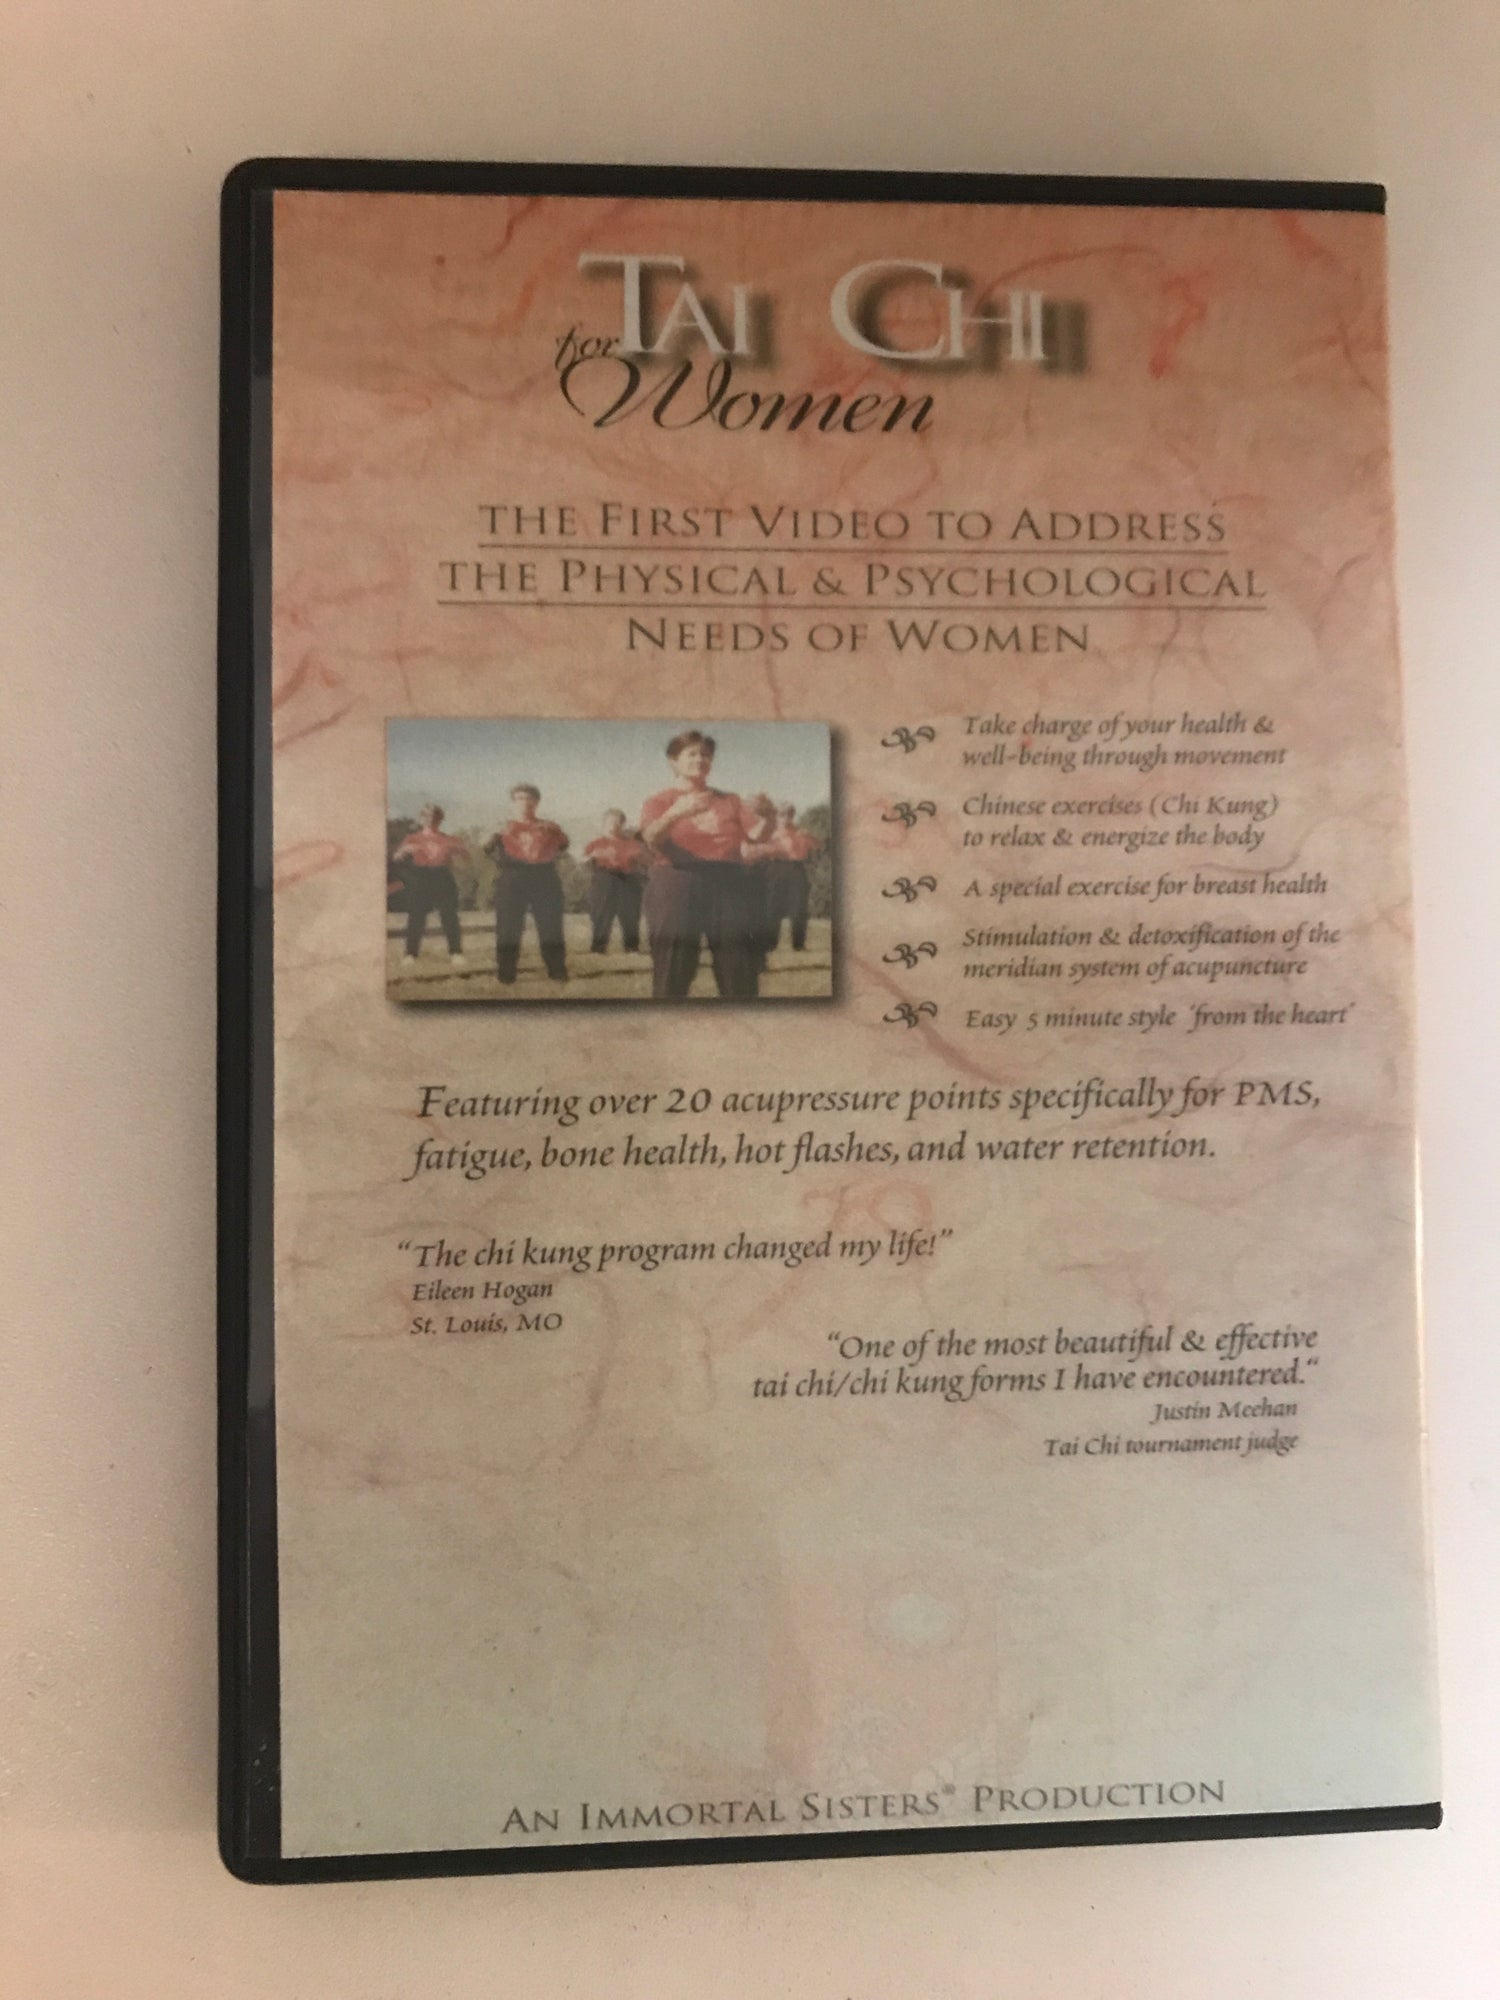 TAI CHI
for Women
THE FIRST VIDEO TO ADDRESS
THE PHYSICAL & PSYCHOLOGICAL
NEEDS OF WOMEN
Take charge of your health &
well-being through movement
Chinese exercises (Chi Kung)
to relax & energize the body
A special exercise for breast health
Stimulation & detoxification of the
meridian system of acupuncture
Easy 5 minute style 'from the heart'
Featuring over 20 acupressure points specifically for PMS,
fatigue, bone health, hot flashes, and water retention.
“The chi kung program changed my life!”
Eileen Hogan
St. Louis, MO
“One of the most beautiful & effective
tai chi/chi kung forms I have encountered.“
Justin Meehan
Tai Chi tournament judge
AN IMMORTAL SISTERS® PRODUCTION